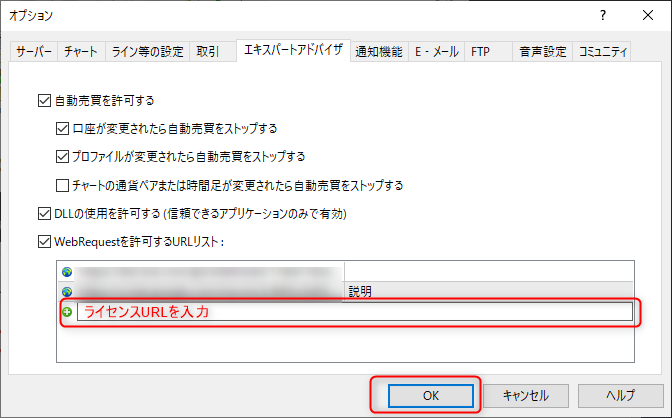 オプション
?
サーバー チャート ライン等の設定 取引 エキスパートアドバイザ 通知機能 E - メール FTP 音声設定 コミュニティ
自動売買を許可する
口座が変更されたら自動売買をストップする
プロファイルが変更されたら自動売買をストップする
チャートの通貨ペアまたは時間足が変更されたら自動売買をストップする
DLLの使用を許可する (信頼できるアプリケーションのみで有効)
WebRequestを許可するURLリスト :
説明
ライセンスURLを入力
OK キャンセル ヘルプ